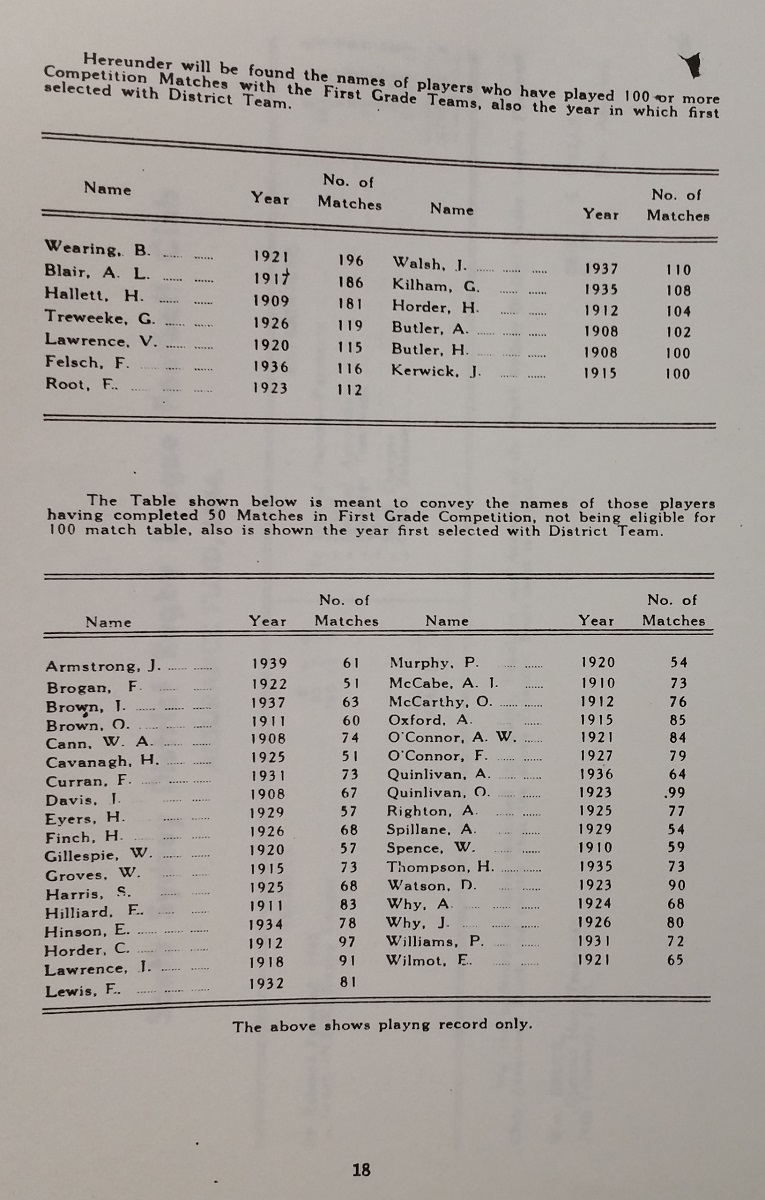 Hereunder will be found the names of players who have played 100 or more
Competition Matches with the First Grade Teams, also the year in which first
selected with District Team.
Name Year No. of Matches Name Year No. of Matches
Wearing, B. 1921 196 Walsh, J. 1937 110
Blair, A. L. 1917 186 Kilham, G. 1935 108
Hallett, H. 1909 181 Horder, H. 1912 104
Treweeke, G. 1926 119 Butler, A. 1908 102
Lawrence, V. 1920 115 Butler, H. 1908 100
Felsch, F. 1936 116 Kerwick, J. 1915 100
Root, F. 1923 112
The Table shown below is meant to convey the names of those players
having completed 50 Matches in First Grade Competition, not being eligible for
100 match table, also is shown the year first selected with District Team.
Name Year No. of Matches Name Year No. of Matches
Armstrong, J. 1939 61 Murphy, P. 1920 54
Brogan, F. 1922 51 McCabe, A. J. 1910 73
Brown, J. 1937 63 McCarthy, O. 1912 76
Brown, O. 1911 60 Oxford, A. 1915 85
Cann, W. A. 1908 74 O'Connor, A. W. 1921 84
Cavanagh, H. 1925 51 O'Connor, F. 1927 79
Curran, F. 1931 73 Quinlivan, A. 1936 64
Davis, J. 1908 67 Quinlivan, O. 1923 .99
Eyers, H. 1929 57 Righton, A. 1925 77
Finch, H. 1926 68 Spillane, A. 1929 54
Gillespie, W. 1920 57 Spence, W. 1910 59
Groves, W. 1915 73 Thompson, H. 1935 73
Harris, S. 1925 68 Watson, D. 1923 90
Hilliard, F. 1911 83 Why, A. 1924 68
Hinson, E. 1934 78 Why, J. 1926 80
Horder, C. 1912 97 Williams, P. 1931 72
Lawrence, J. 1918 91 Wilmot, E. 1921 65
Lewis, F. 1932 81
The above shows playng record only.
18